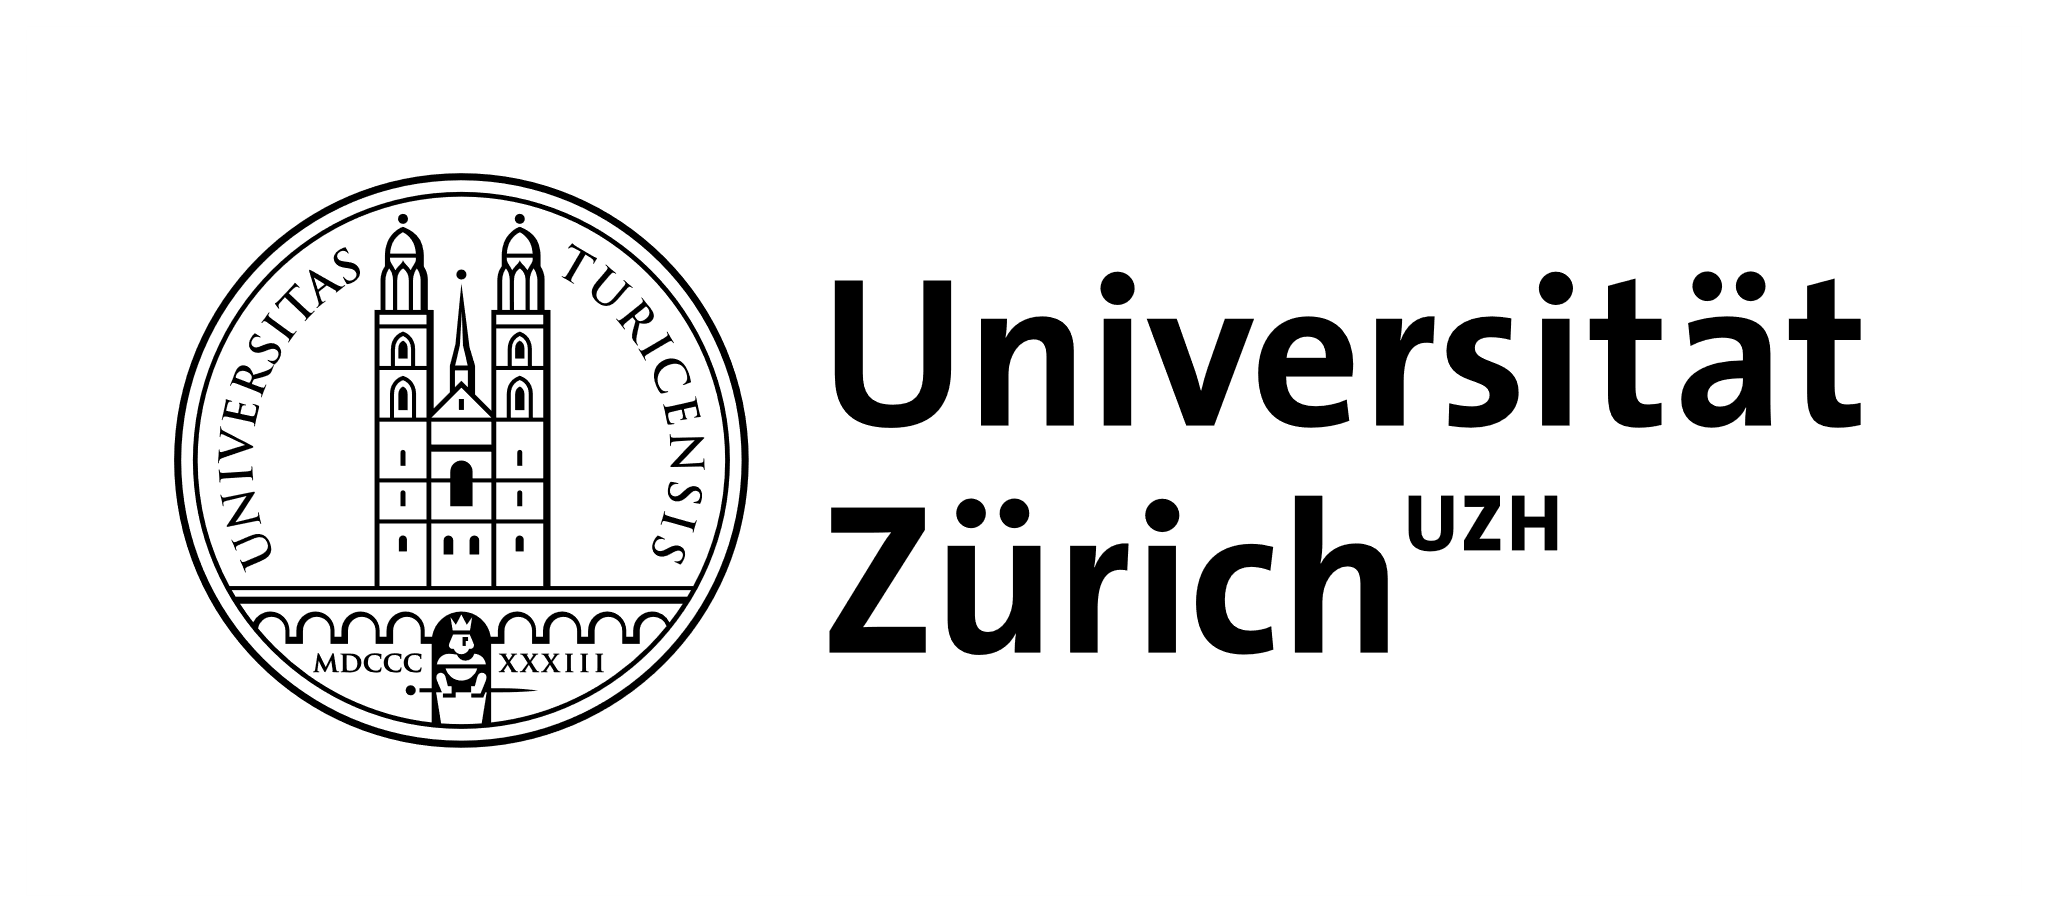 UNIVERSITAS TURICENSIS
MDCCC XXXIII
Universität
Zürich UZH